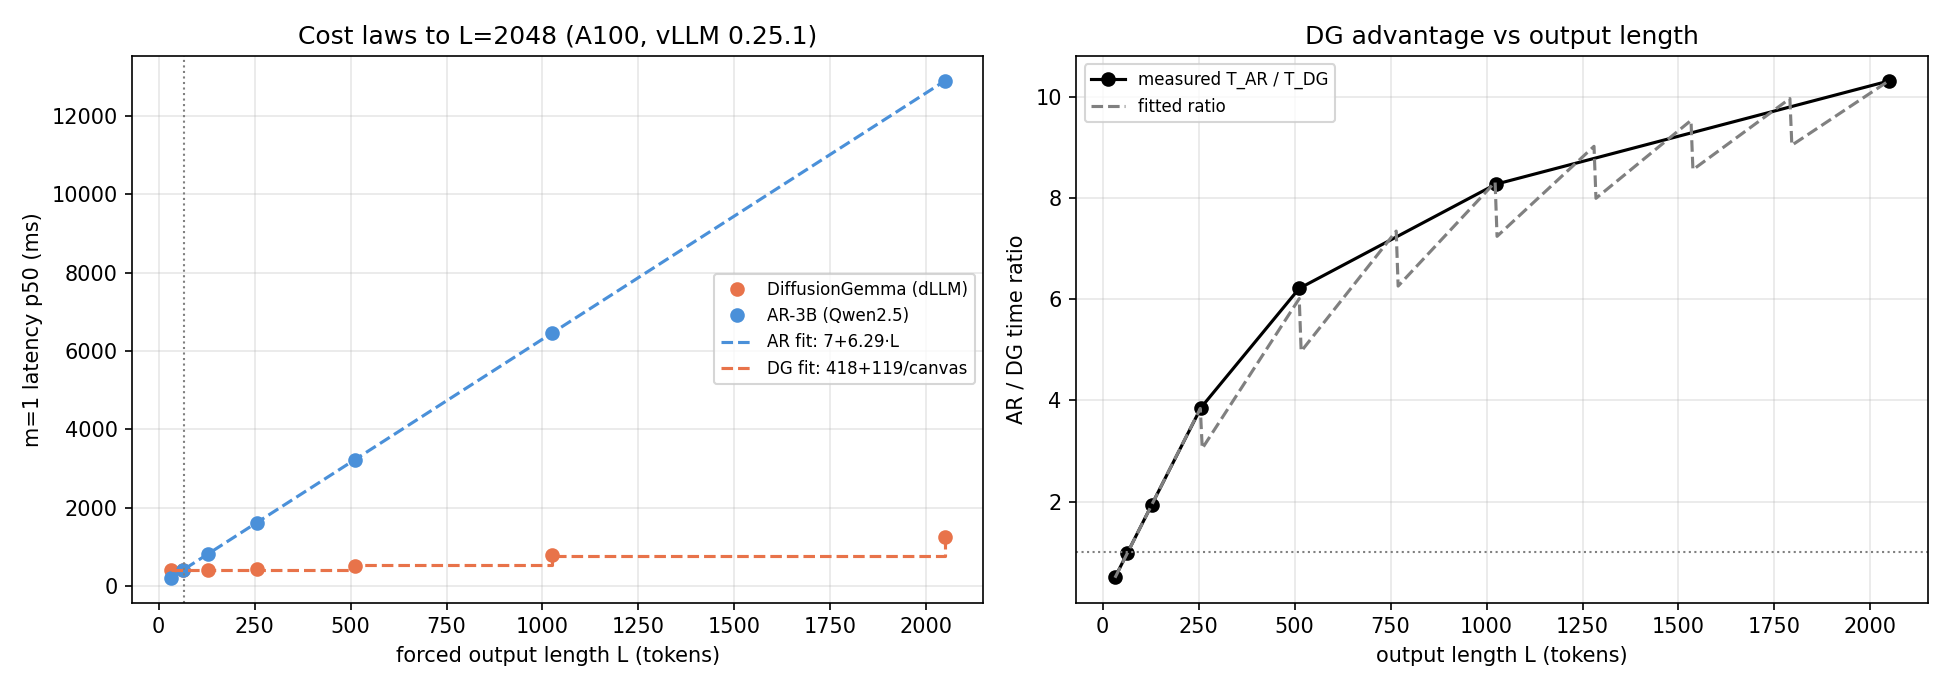 Cost laws to L=2048 (A100, vLLM 0.25.1)
m=1 latency p50 (ms)
12000
10000
8000
6000
4000
2000
0
DiffusionGemma (dLLM)
AR-3B (Qwen2.5)
AR fit: 7+6.29·L
DG fit: 418+119/canvas
0 250 500 750 1000 1250 1500 1750 2000
forced output length L (tokens)
DG advantage vs output length
AR / DG time ratio
10
8
6
4
2
measured T_AR / T_DG
fitted ratio
0 250 500 750 1000 1250 1500 1750 2000
output length L (tokens)